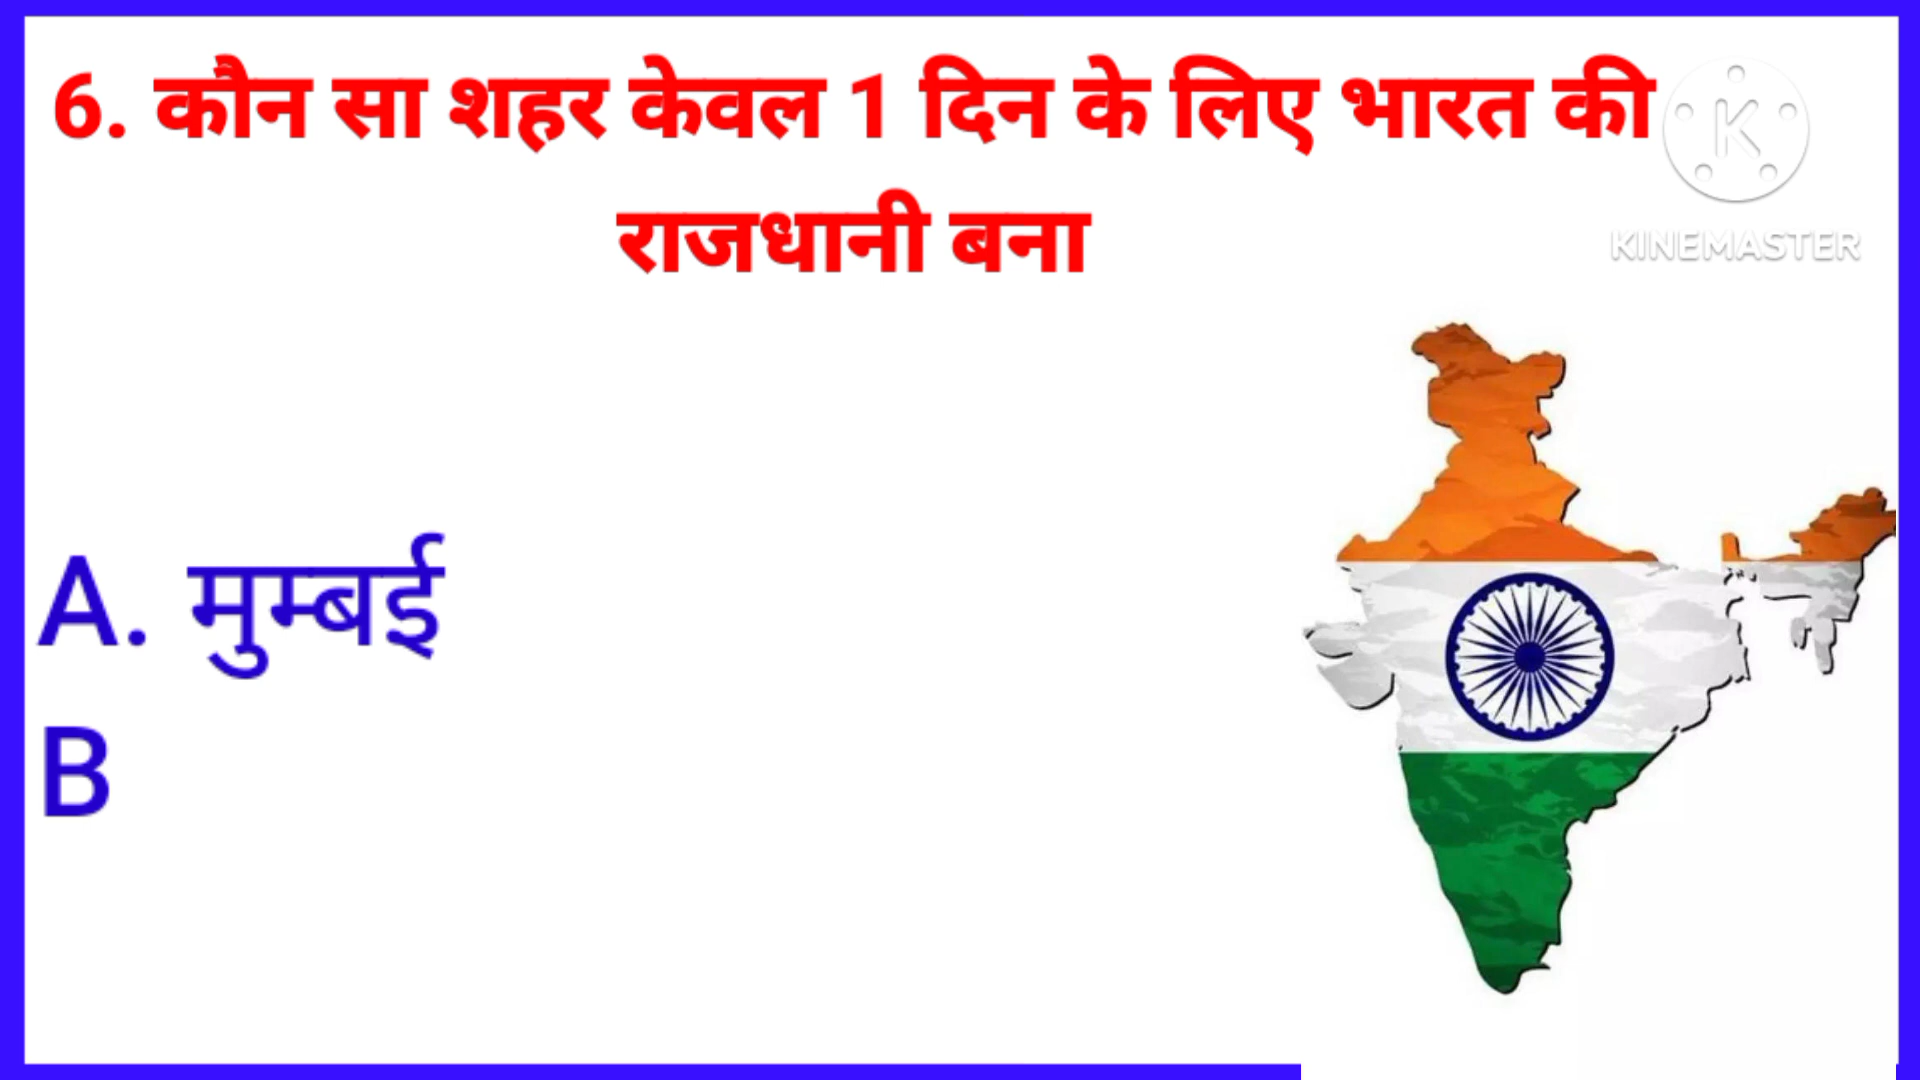 6. कौन सा शहर केवल 1 दिन के लिए भारत की
राजधानी बना
K
KINEMASTER
A. मुम्बई
B